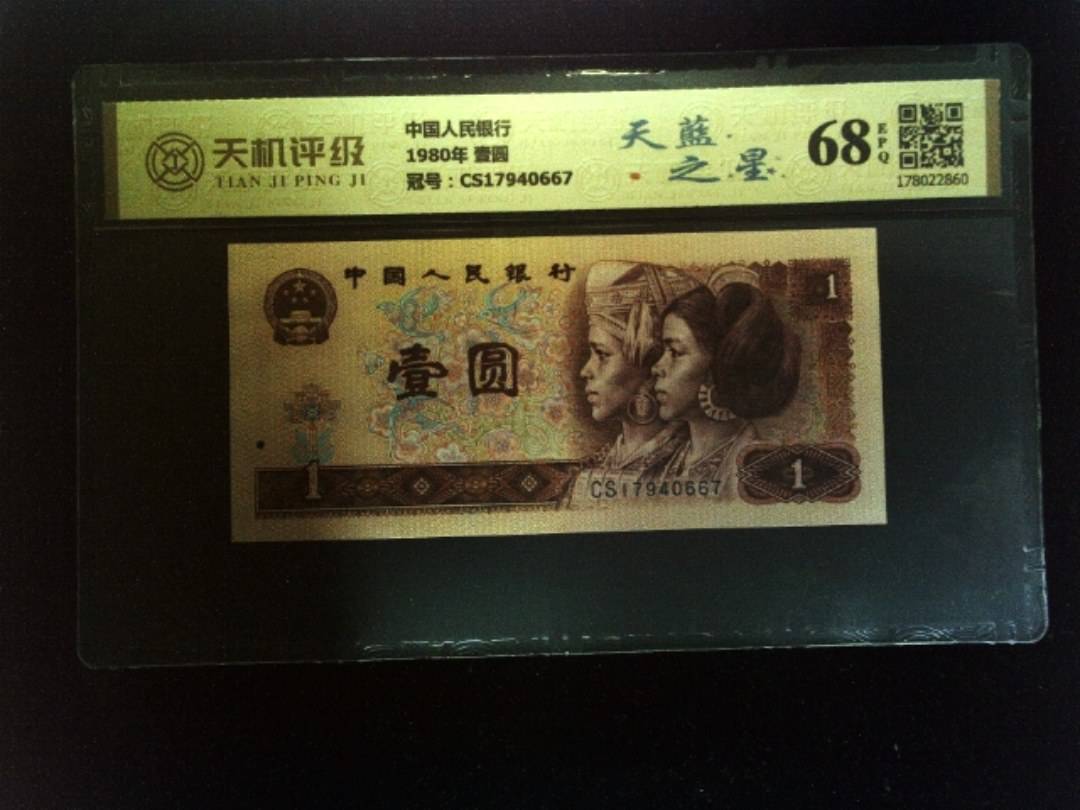 天机评级
TIAN JI PING JI
中国人民银行
1980年 壹圆
冠号：CS17940667
天藍
之星
68
EPQ
178022860
中國人民銀行
1
壹圆
1
CS17940667
1